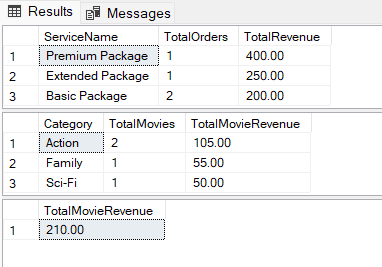 Results Messages
ServiceName TotalOrders TotalRevenue
1 Premium Package 1 400.00
2 Extended Package 1 250.00
3 Basic Package 2 200.00
Category TotalMovies TotalMovieRevenue
1 Action 2 105.00
2 Family 1 55.00
3 Sci-Fi 1 50.00
TotalMovieRevenue
1 210.00